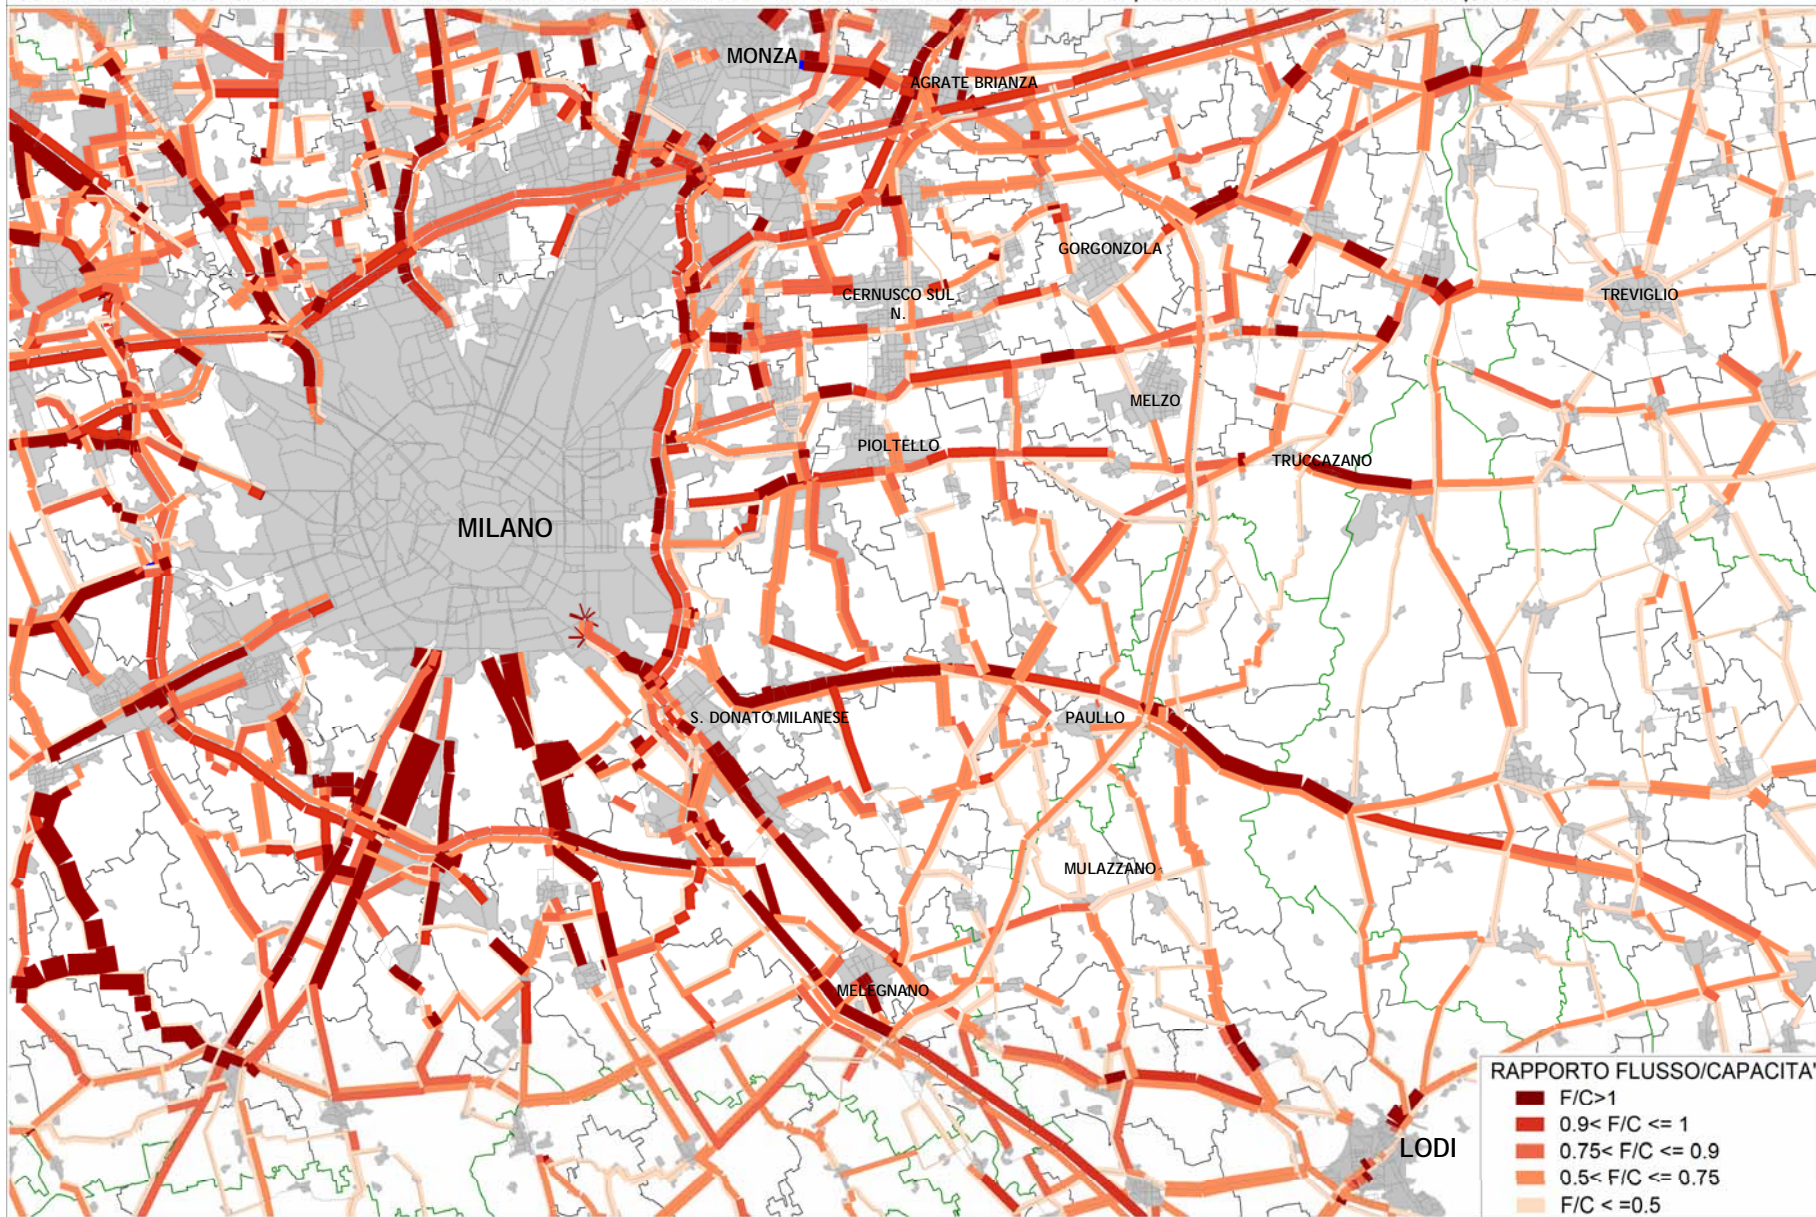 MONZA
AGRATE BRIANZA
GORGONZOLA
CERNUSCO SUL
N.
TREVIGLIO
MELZO
PIOLTELLO
TRUCCAZANO
MILANO
S. DONATO MILANESE
PAULLO
MULAZZANO
MELEGNANO
LODI
RAPPORTO FLUSSO/CAPACITA'
F/C>1
0.9< F/C <= 1
0.75< F/C <= 0.9
0.5< F/C <= 0.75
F/C < =0.5